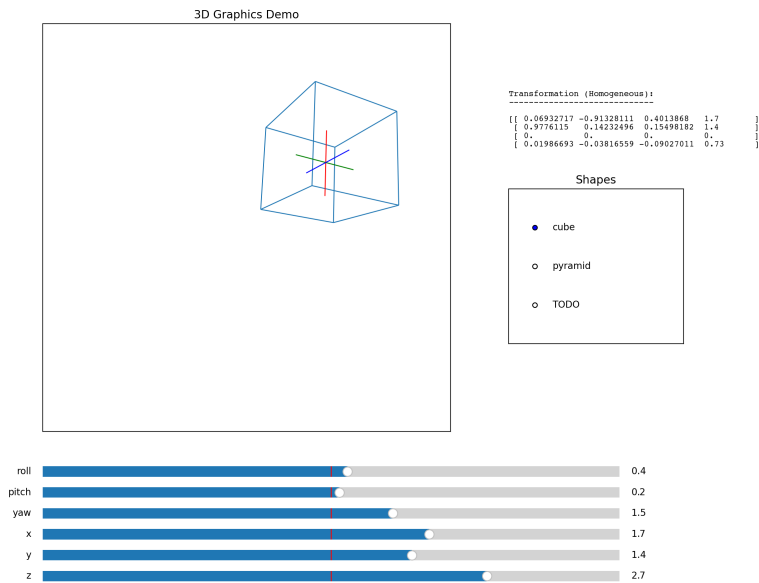 3D Graphics Demo
Transformation (Homogeneous):
-----------------------------
[[ 0.06932717 -0.91328111 0.4013868 1.7 ]
[ 0.9776115 0.14232496 0.15498182 1.4 ]
[ 0. 0. 0. 0. ]
[ 0.01986693 -0.03816559 -0.09027011 0.73 ]
Shapes
cube
pyramid
TODO
roll 0.4
pitch 0.2
yaw 1.5
x 1.7
y 1.4
z 2.7